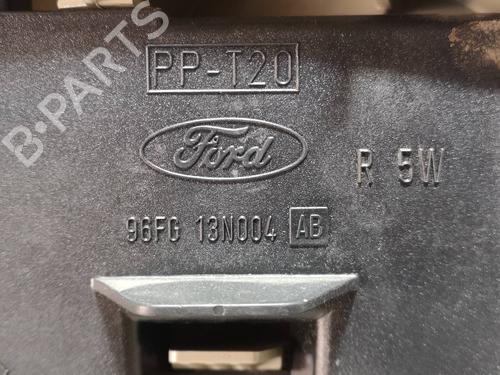 PP-T20
Ford
R 5W
96FG 13N004 AB
B-PARTS